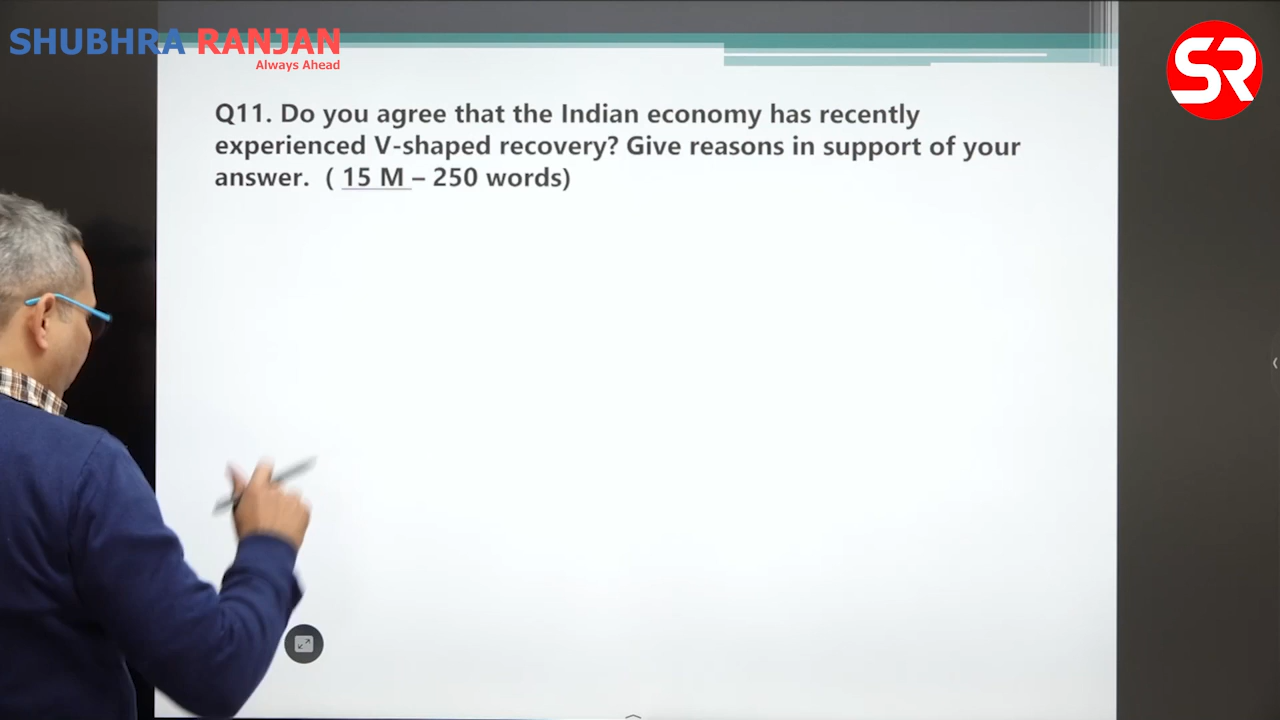 SHUBHRA RANJAN
Always Ahead
SR
Q11. Do you agree that the Indian economy has recently
experienced V-shaped recovery? Give reasons in support of your
answer. ( 15 M – 250 words)